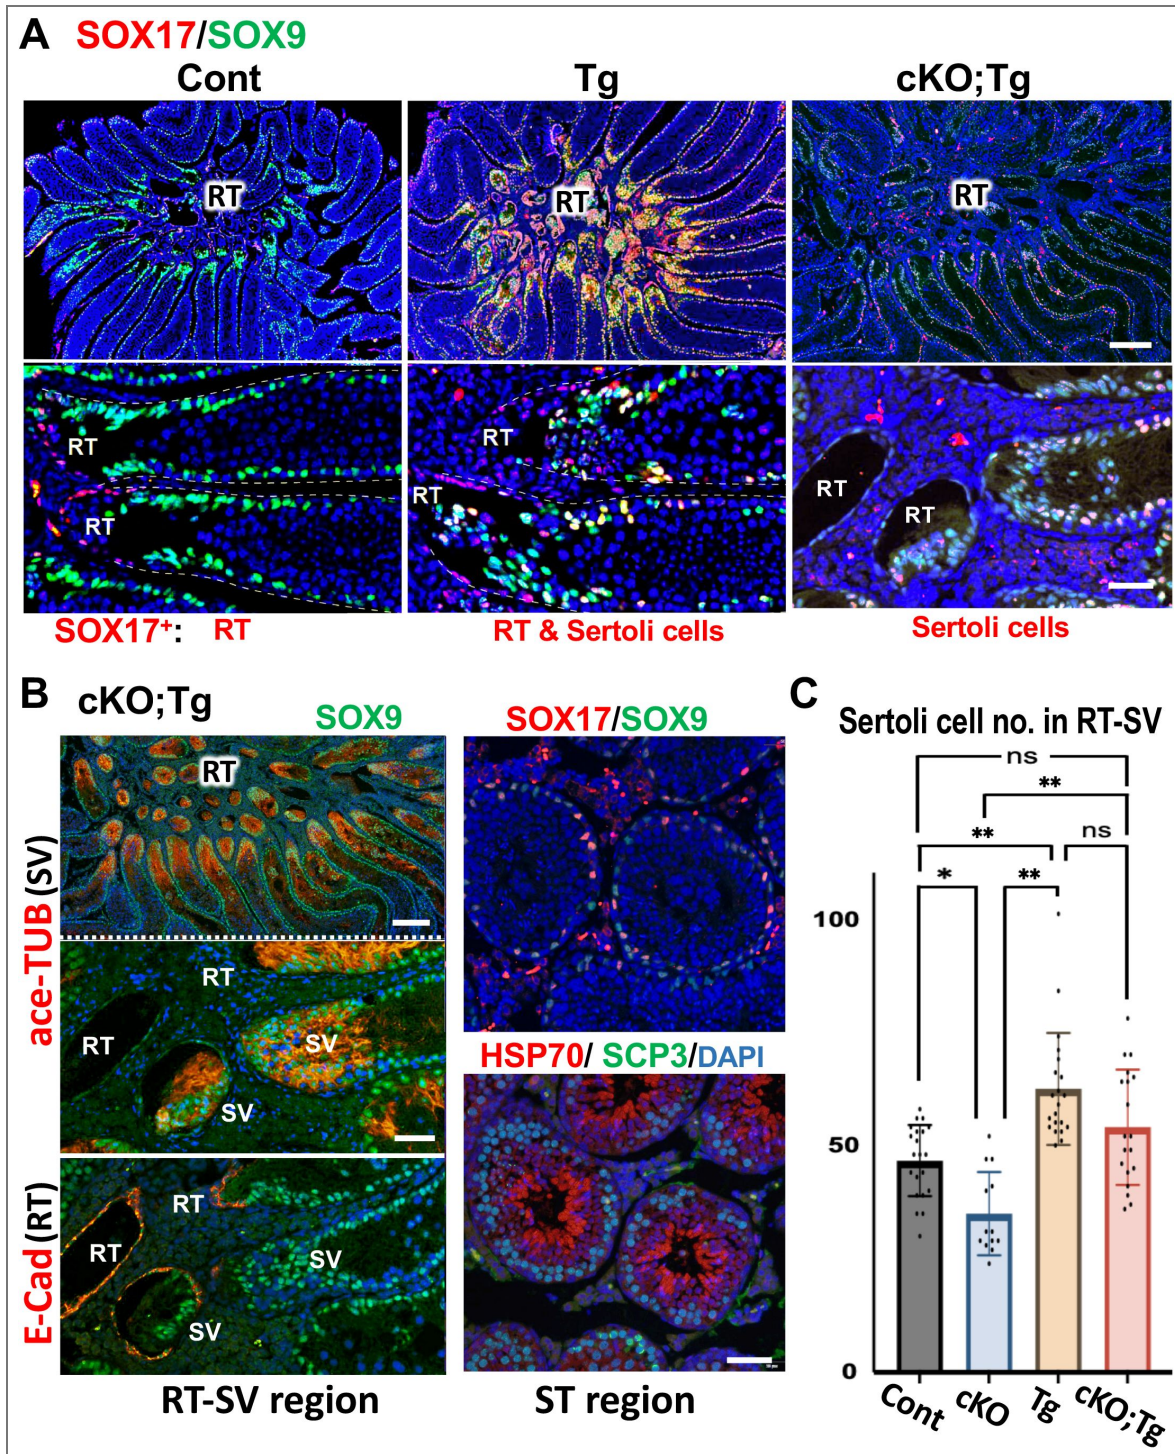 A SOX17/SOX9
Cont Tg cKO;Tg
RT RT RT
RT RT RT
RT RT RT
SOX17+: RT RT & Sertoli cells Sertoli cells
B cKO;Tg SOX9
ace-TUB (SV)
RT
RT
RT
SV
SV
E-Cad (RT)
RT
RT
SV
SV
RT-SV region
SOX17/SOX9
HSP70/ SCP3/DAPI
ST region
C
Sertoli cell no. in RT-SV
ns
**
** ns
* **
100
50
0
Cont cKO Tg cKO;Tg